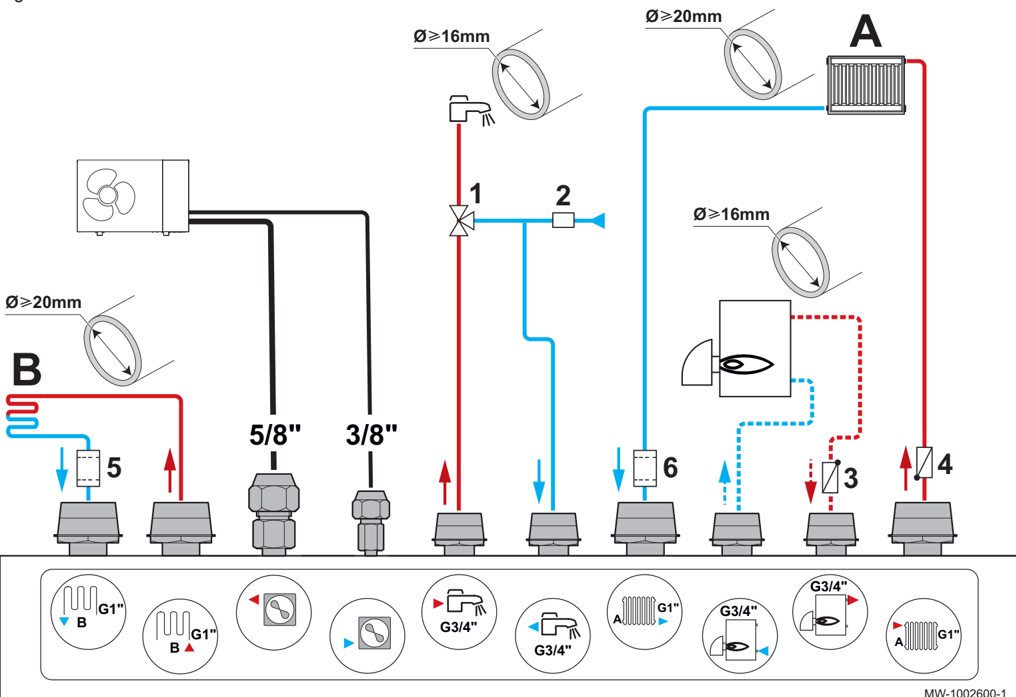 Ø≥16mm
Ø≥20mm
A
1
2
Ø≥16mm
Ø≥20mm
B
5/8"
3/8"
5
6
3
4
G1"
B
G1"
B
G3/4"
G3/4"
A
G1"
G3/4"
G3/4"
A
G1"
MW-1002600-1